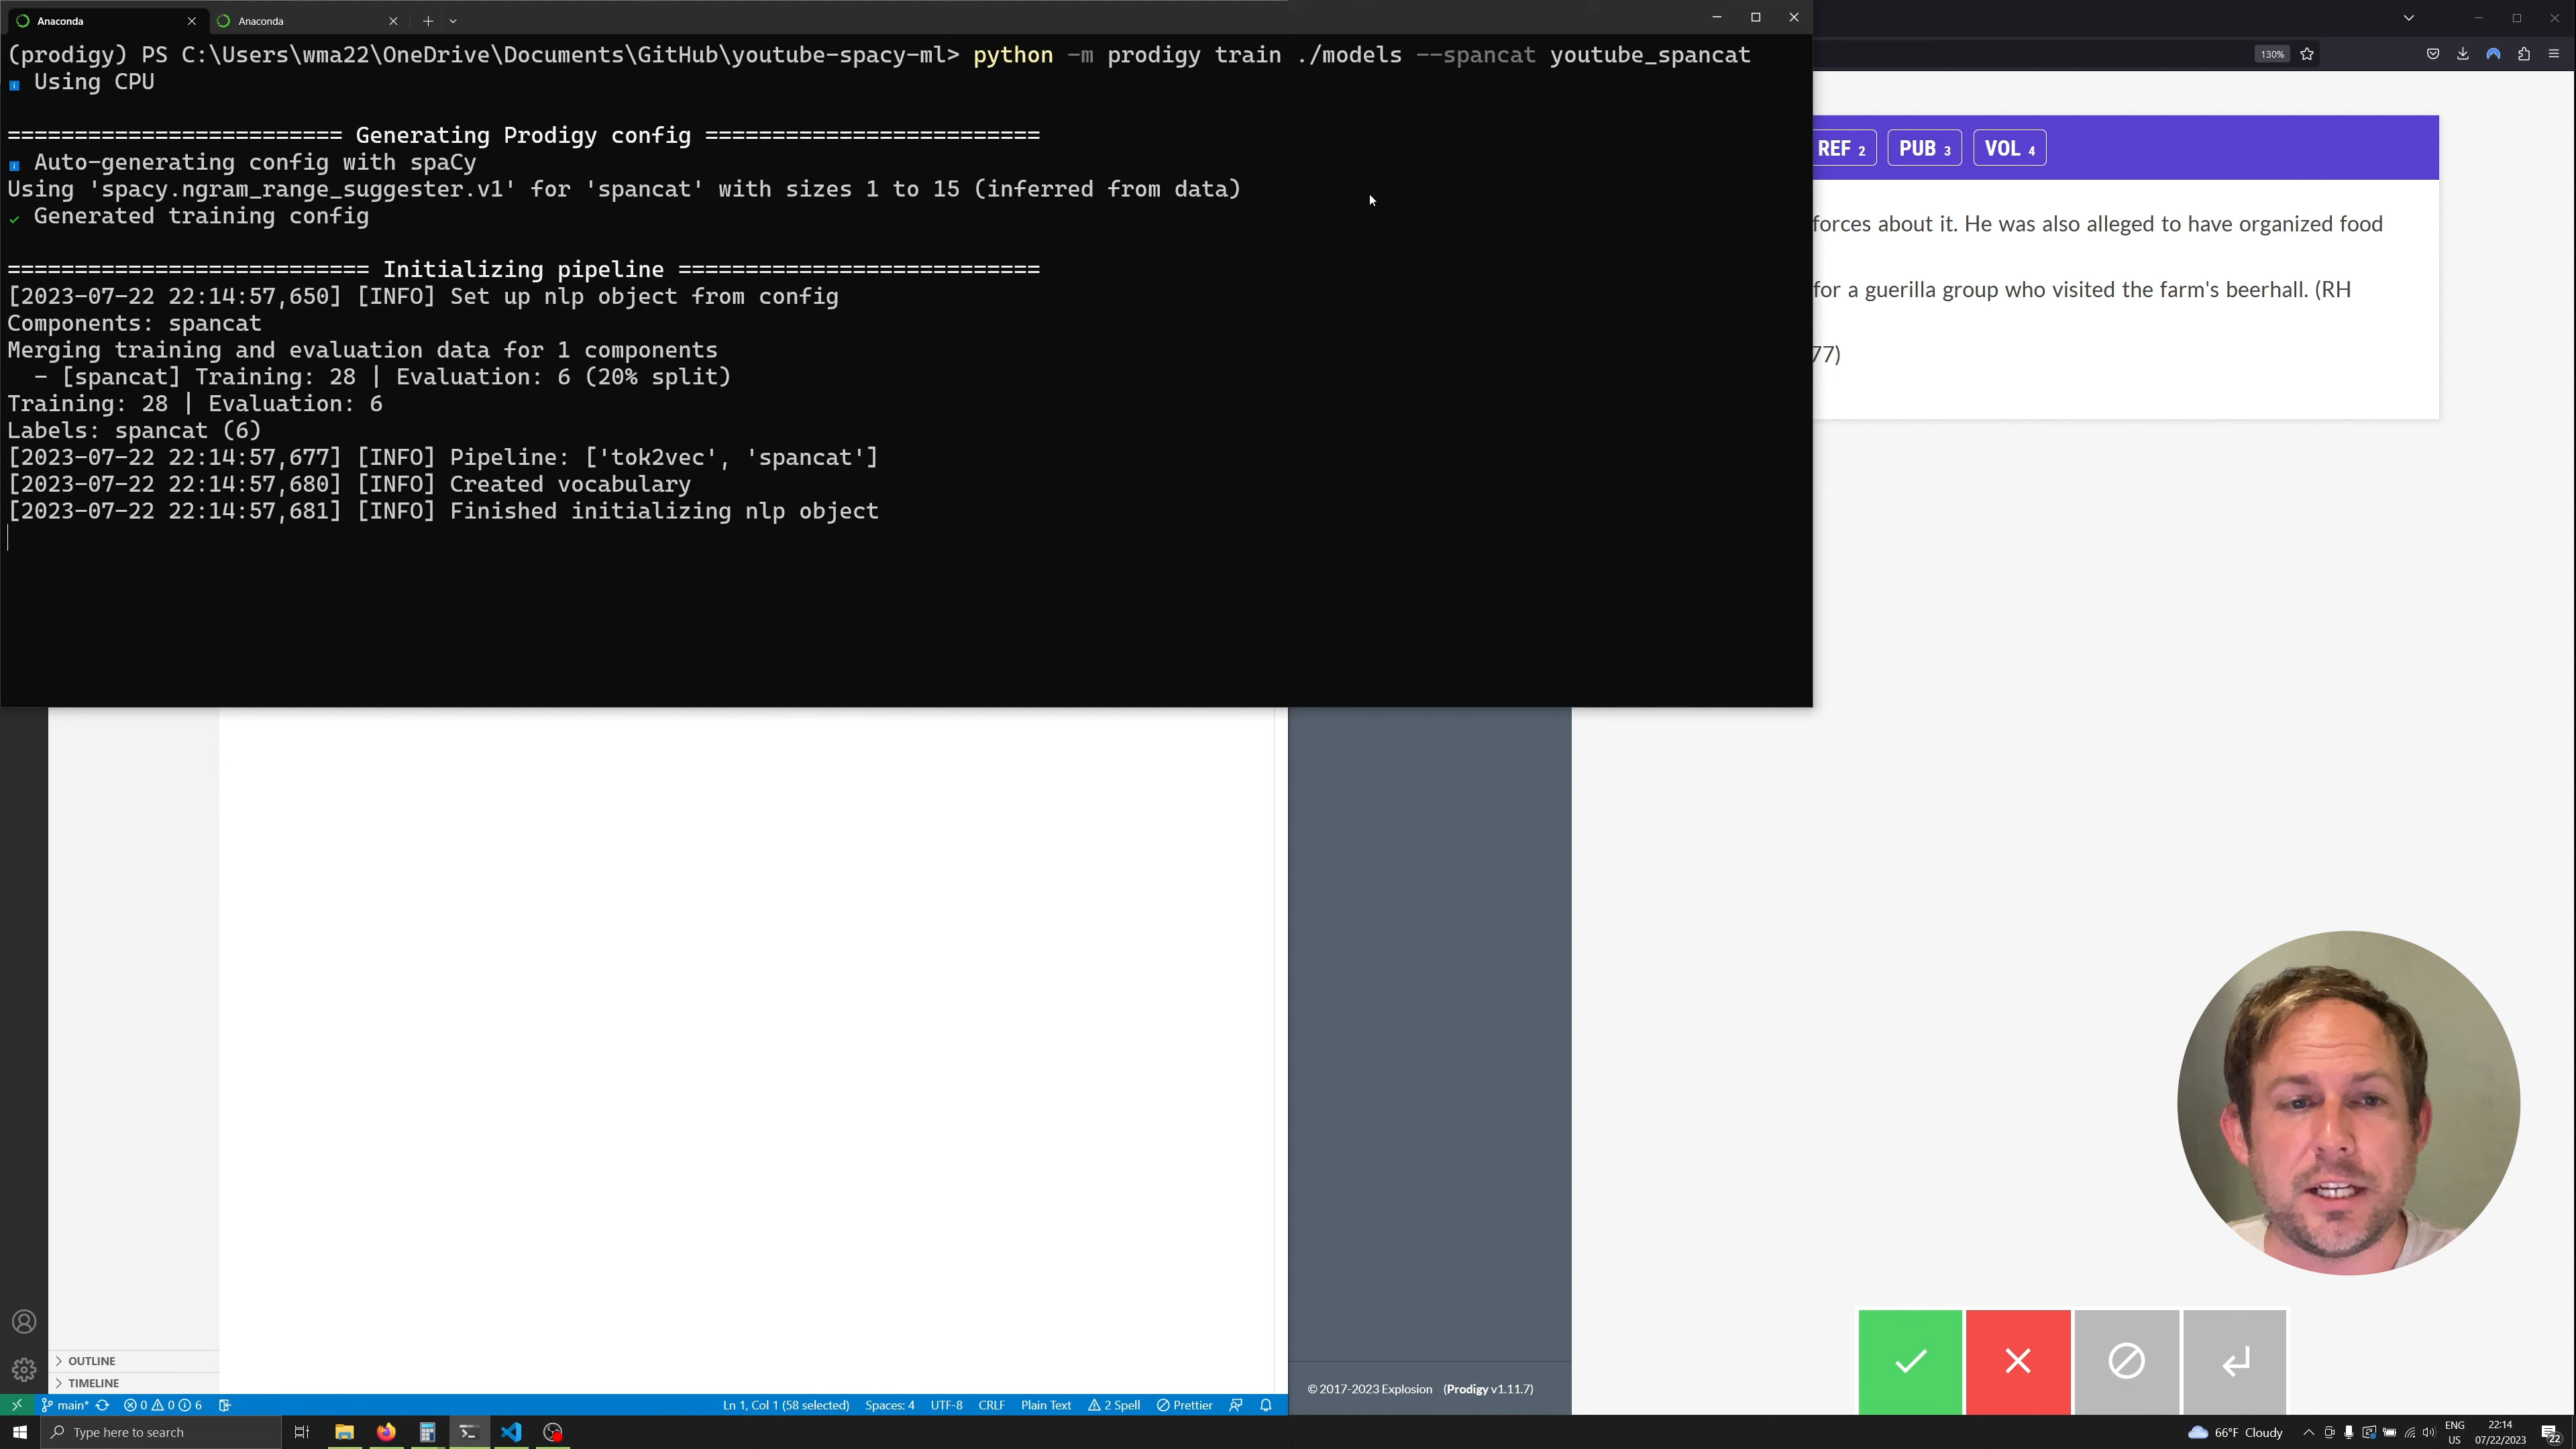 Anaconda
Anaconda
(prodigy) PS C:\Users\wma22\OneDrive\Documents\GitHub\youtube-spacy-ml> python -m prodigy train ./models --spancat youtube_spancat
Using CPU
========================= Generating Prodigy config =========================
Auto-generating config with spaCy
Using 'spacy.ngram_range_suggester.v1' for 'spancat' with sizes 1 to 15 (inferred from data)
✓ Generated training config
=========================== Initializing pipeline ===========================
[2023-07-22 22:14:57,650] [INFO] Set up nlp object from config
Components: spancat
Merging training and evaluation data for 1 components
- [spancat] Training: 28 | Evaluation: 6 (20% split)
Training: 28 | Evaluation: 6
Labels: spancat (6)
[2023-07-22 22:14:57,677] [INFO] Pipeline: ['tok2vec', 'spancat']
[2023-07-22 22:14:57,680] [INFO] Created vocabulary
[2023-07-22 22:14:57,681] [INFO] Finished initializing nlp object
130%
REF 2 PUB 3 VOL 4
forces about it. He was also alleged to have organized food
for a guerilla group who visited the farm's beerhall. (RH
77)
OUTLINE
TIMELINE
© 2017-2023 Explosion (Prodigy v1.11.7)
main* 0 0 6 Ln 1, Col 1 (58 selected) Spaces: 4 UTF-8 CRLF Plain Text 2 Spell Prettier
Type here to search
66°F Cloudy
ENG
US
22:14
07/22/2023
22